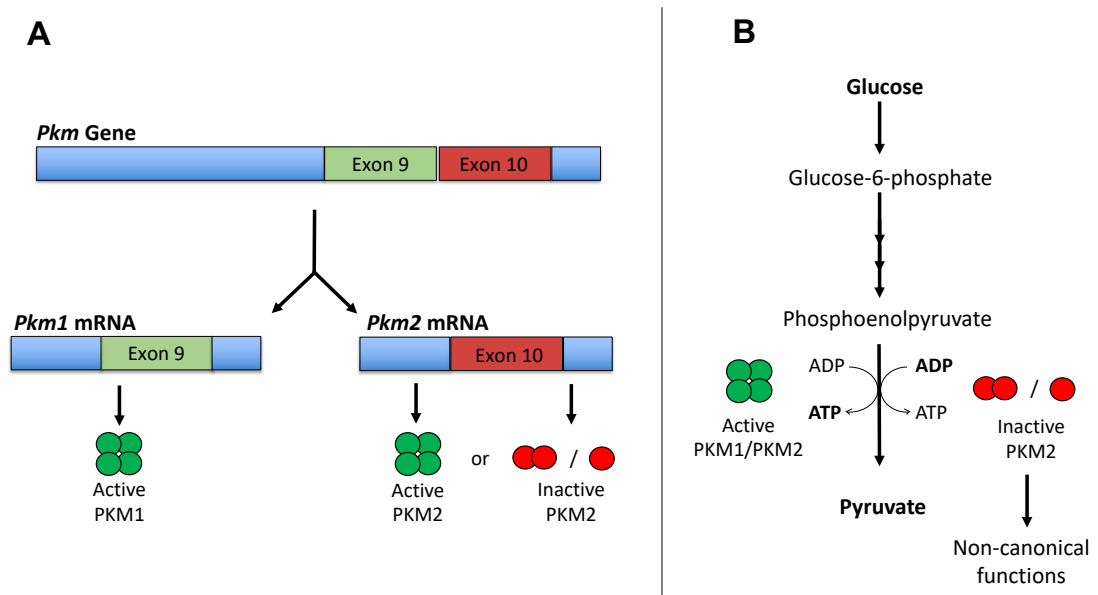 A
Pkm Gene
Exon 9
Exon 10
Pkm1 mRNA
Exon 9
Pkm2 mRNA
Exon 10
Active
PKM1
Active
PKM2
or
/
Inactive
PKM2
B
Glucose
Glucose-6-phosphate
Phosphoenolpyruvate
ADP
ATP
ADP
ATP
Active
PKM1/PKM2
/
Inactive
PKM2
Pyruvate
Non-canonical
functions